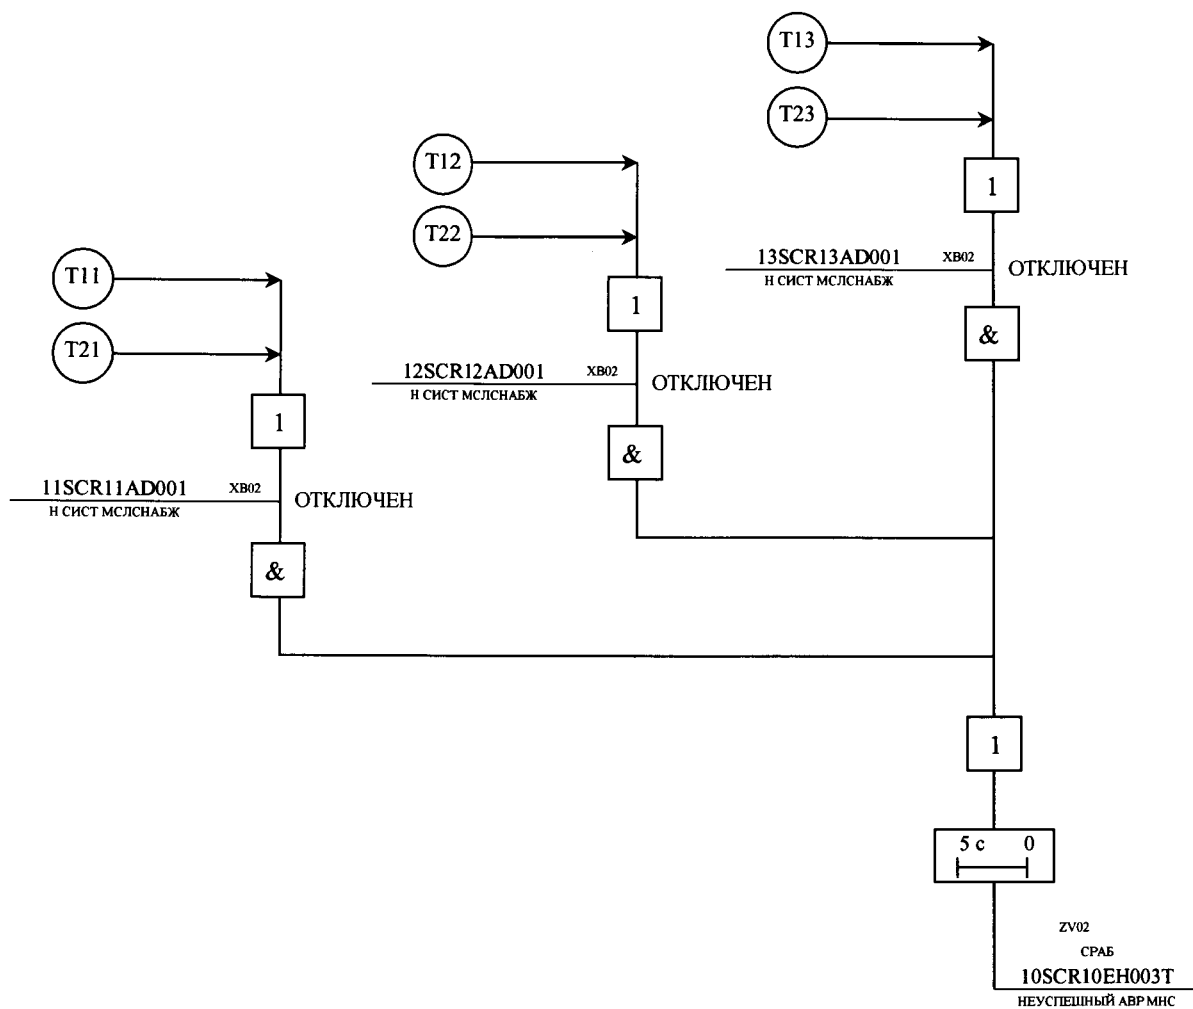 T13
T23
1
13SCR13AD001 XB02
ОТКЛЮЧЕН
Н СИСТ МСЛСНАБЖ
&
T12
T22
1
12SCR12AD001 XB02
ОТКЛЮЧЕН
Н СИСТ МСЛСНАБЖ
&
T11
T21
1
11SCR11AD001 XB02
ОТКЛЮЧЕН
Н СИСТ МСЛСНАБЖ
&
1
5 с 0
ZV02
СРАБ
10SCR10EH003T
НЕУСПЕШНЫЙ АВР МНС